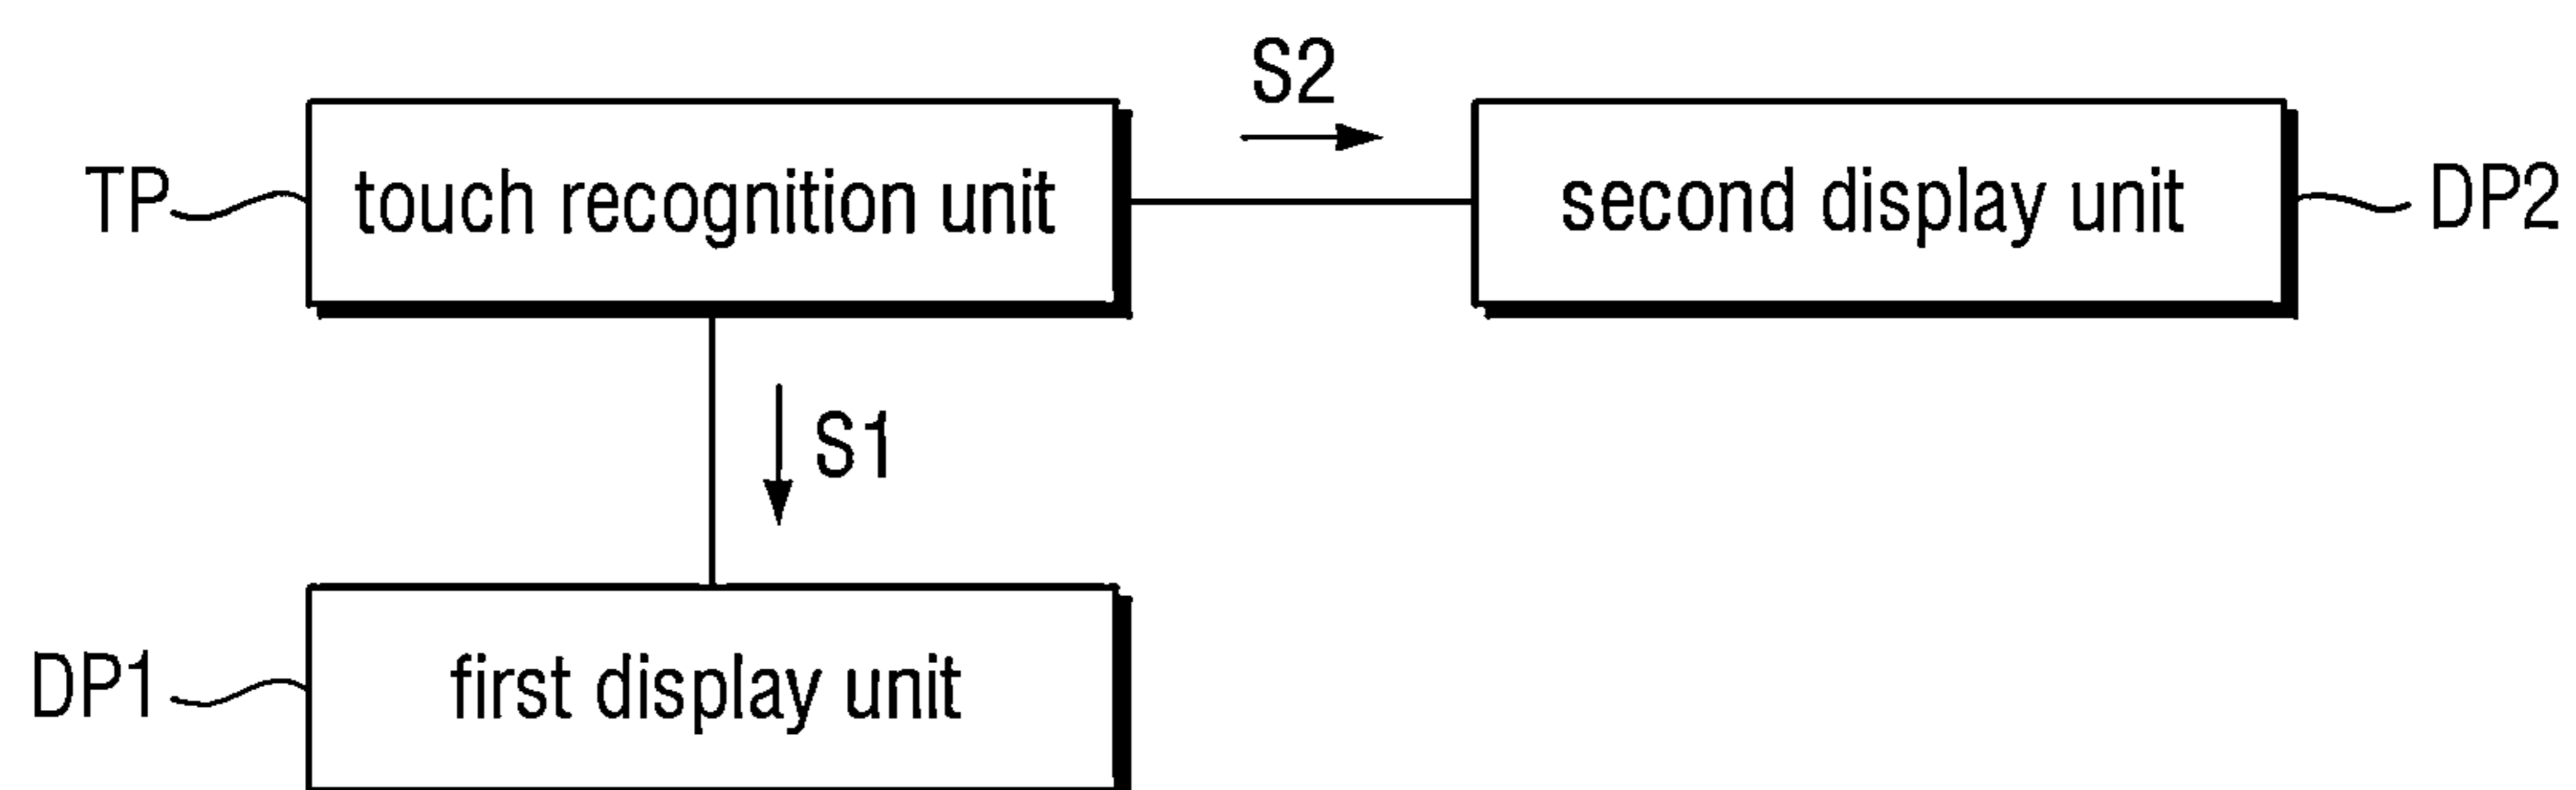 S2
TP
touch recognition unit
second display unit
DP2
S1
DP1
first display unit